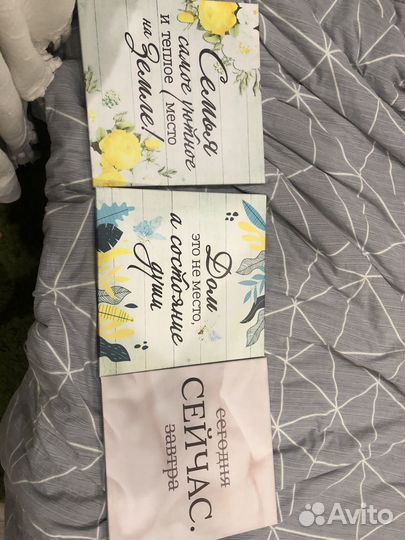 Семья
самое уютное
и теплое место
на Земле!
Дом
это не место,
а состояние
души
сегодня
СЕЙЧАС.
завтра
Avito